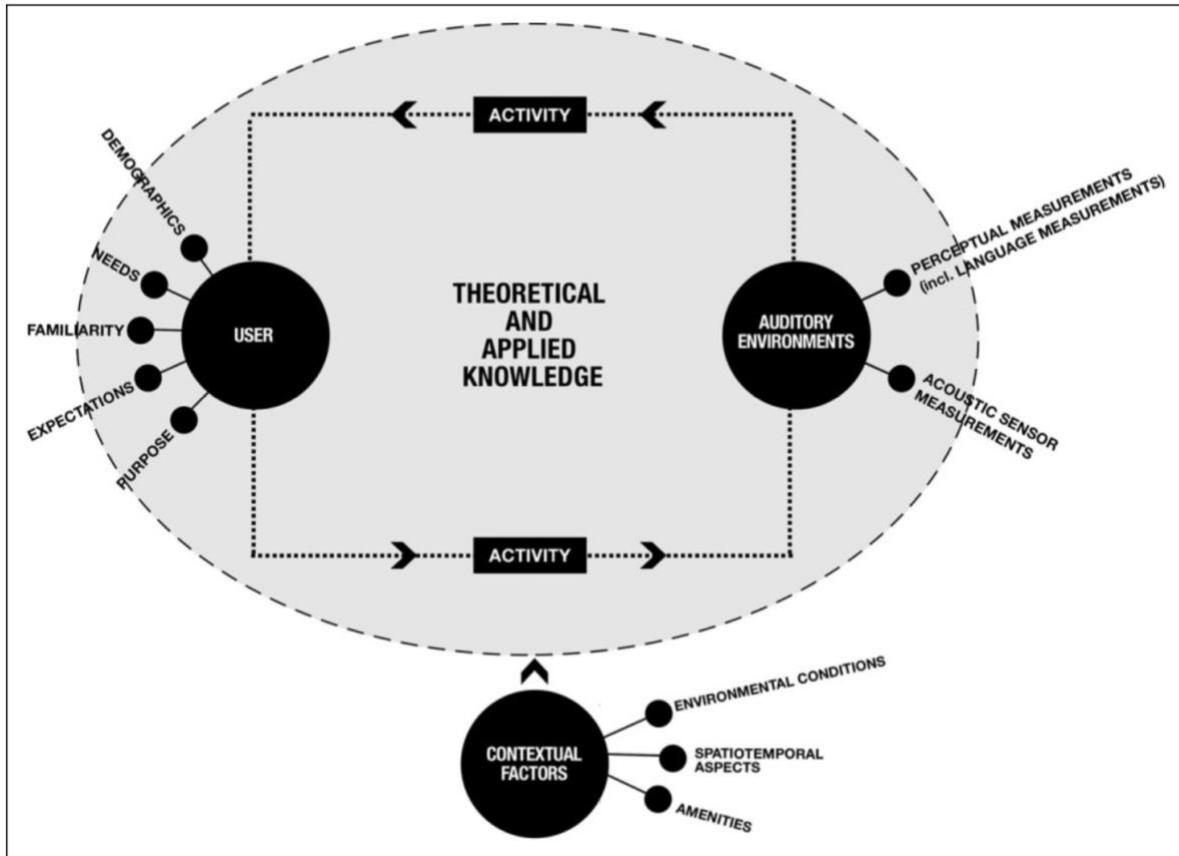 ACTIVITY
DEMOGRAPHICS
NEEDS
FAMILIARITY
EXPECTATIONS
PURPOSE
USER
THEORETICAL
AND
APPLIED
KNOWLEDGE
AUDITORY
ENVIRONMENTS
PERCEPTUAL MEASUREMENTS
(incl. LANGUAGE MEASUREMENTS)
ACOUSTIC SENSOR
MEASUREMENTS
ACTIVITY
CONTEXTUAL
FACTORS
ENVIRONMENTAL CONDITIONS
SPATIOTEMPORAL
ASPECTS
AMENITIES